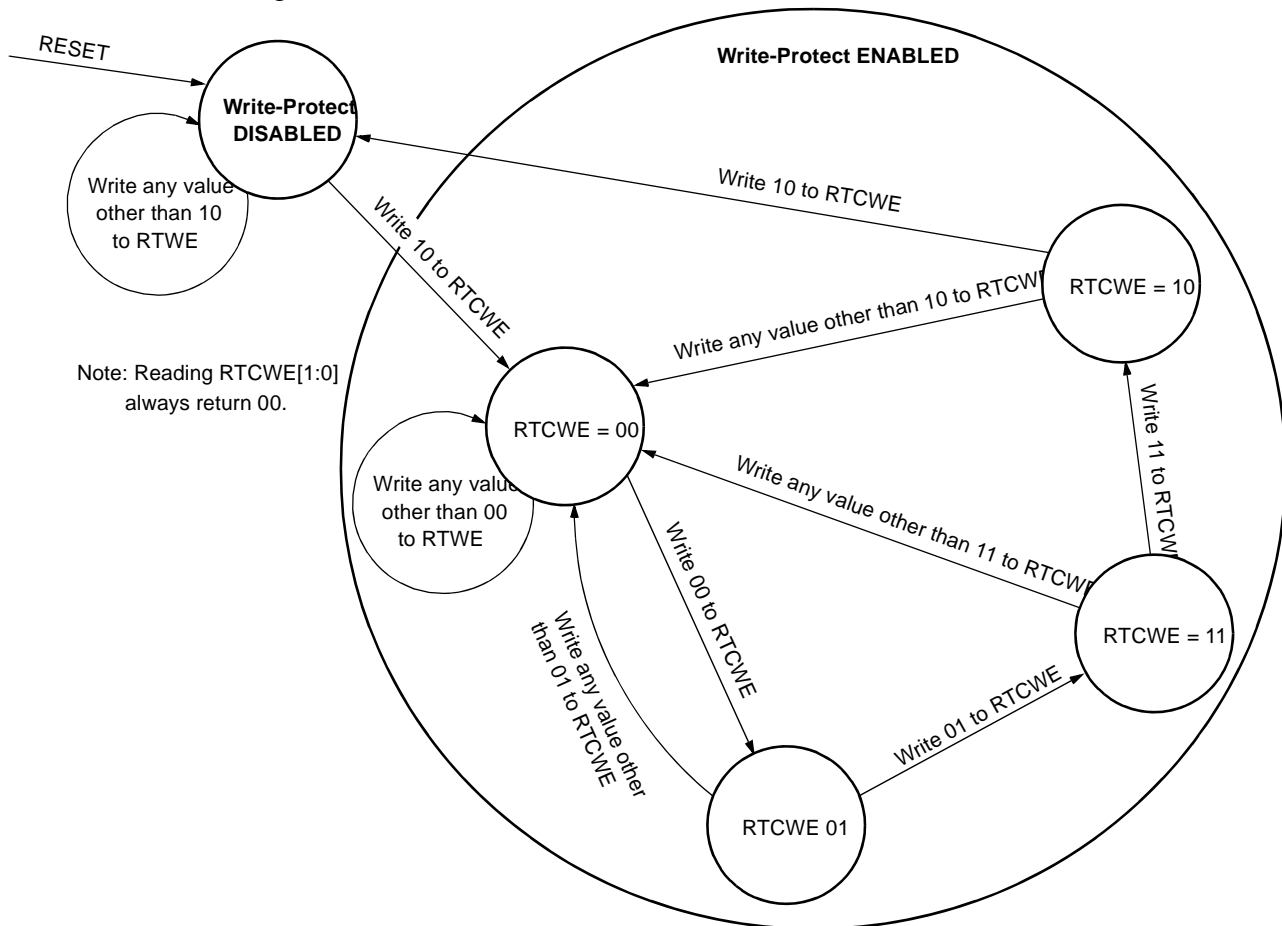 RESET
Write-Protect ENABLED
Write-Protect
DISABLED
Write any value
other than 10
to RTWE
Write 10 to RTCWE
Write 10 to RTCWE
RTCWE = 10
Write any value other than 10 to RTCWE
Note: Reading RTCWE[1:0]
always return 00.
RTCWE = 00
Write any value
other than 00
to RTWE
Write any value other than 11 to RTCWE
Write 11 to RTCWE
Write 00 to RTCWE
Write any value other
than 01 to RTCWE
RTCWE = 11
Write 01 to RTCWE
RTCWE 01